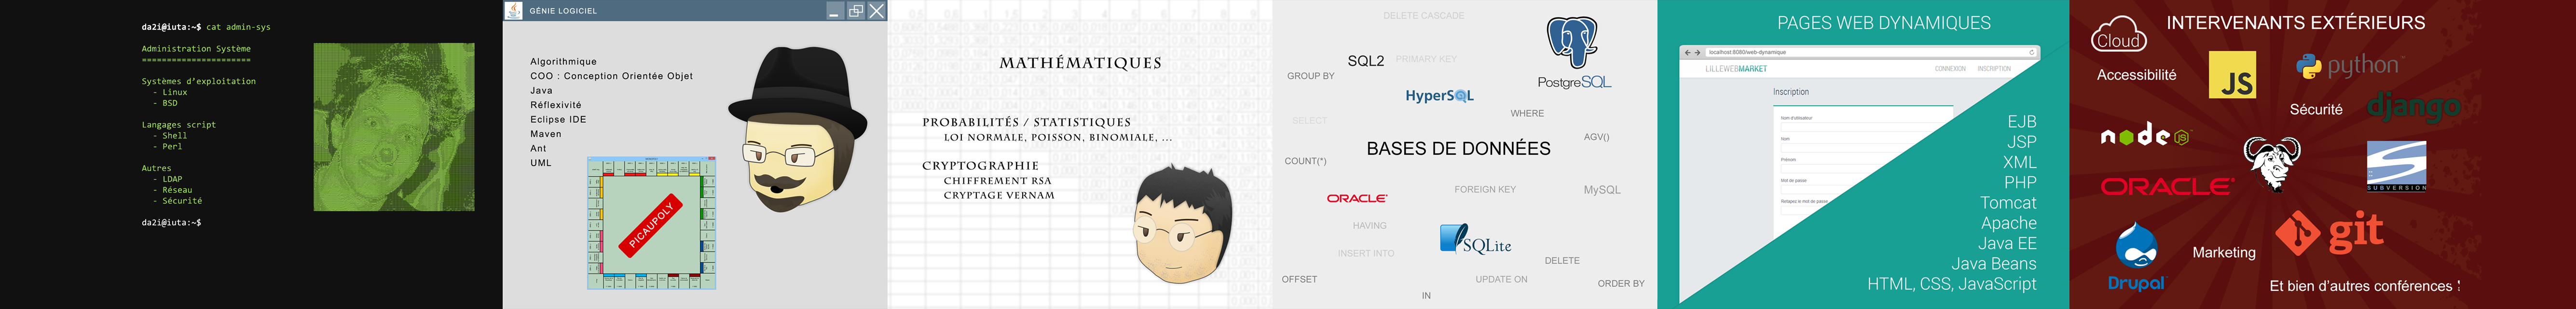 da2i@iuta:~$ cat admin-sys
Administration Système
======================
Systèmes d'exploitation
- Linux
- BSD
Langages script
- Shell
- Perl
Autres
- LDAP
- Réseau
- Sécurité
da2i@iuta:~$
GÉNIE LOGICIEL
Algorithmique
COO : Conception Orientée Objet
Java
Réflexivité
Eclipse IDE
Maven
Ant
UML
PICAUPOLY
MATHÉMATIQUES
PROBABILITÉS / STATISTIQUES
LOI NORMALE, POISSON, BINOMIALE, ...
CRYPTOGRAPHIE
CHIFFREMENT RSA
CRYPTAGE VERNAM
DELETE CASCADE
SQL2
PRIMARY KEY
GROUP BY
PostgreSQL
HyperSQL
WHERE
SELECT
AGV()
BASES DE DONNÉES
COUNT(*)
FOREIGN KEY
MySQL
ORACLE
HAVING
SQLite
INSERT INTO
DELETE
OFFSET
UPDATE ON
ORDER BY
IN
PAGES WEB DYNAMIQUES
localhost:8080/web-dynamique
LILLEWEBMARKET
CONNEXION
INSCRIPTION
Inscription
Nom d'utilisateur
Nom
Prénom
Mot de passe
Retapez le mot de passe
EJB
JSP
XML
PHP
Tomcat
Apache
Java EE
Java Beans
HTML, CSS, JavaScript
INTERVENANTS EXTÉRIEURS
Cloud
Accessibilité
JS
python
Sécurité
django
node
JS
ORACLE
SUBVERSION
git
Drupal
Marketing
Et bien d'autres conférences !